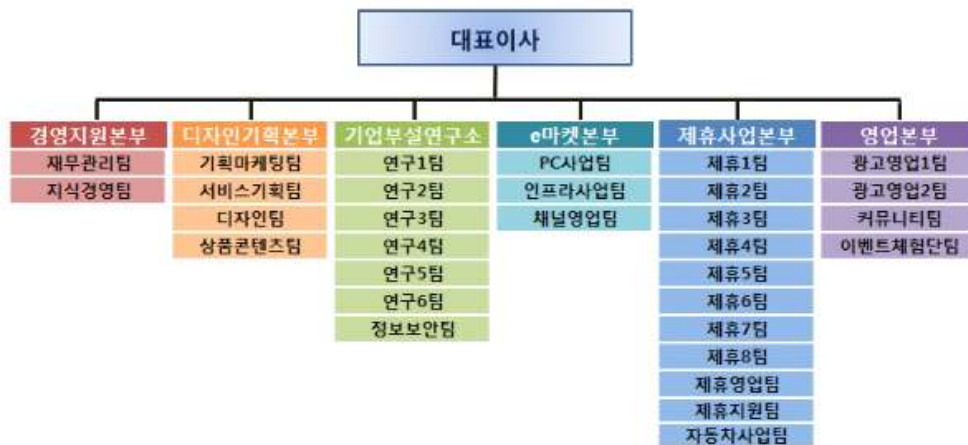 대표이사
경영지원본부
재무관리팀
지식경영팀
디자인기획본부
기획마케팅팀
서비스기획팀
디자인팀
상품콘텐츠팀
기업부설연구소
연구1팀
연구2팀
연구3팀
연구4팀
연구5팀
연구6팀
정보보안팀
e마켓본부
PC사업팀
인프라사업팀
채널영업팀
제휴사업본부
제휴1팀
제휴2팀
제휴3팀
제휴4팀
제휴5팀
제휴6팀
제휴7팀
제휴8팀
제휴영업팀
제휴지원팀
자동차사업팀
영업본부
광고영업1팀
광고영업2팀
커뮤니티팀
이벤트체험단팀